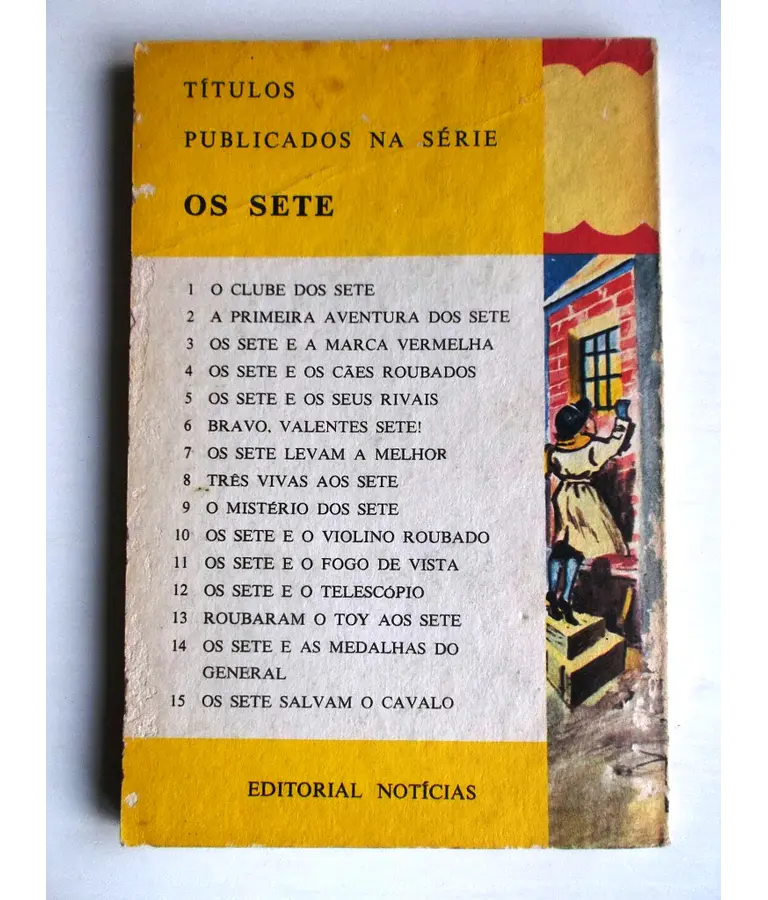 TÍTULOS
PUBLICADOS NA SÉRIE
OS SETE
1 O CLUBE DOS SETE
2 A PRIMEIRA AVENTURA DOS SETE
3 OS SETE E A MARCA VERMELHA
4 OS SETE E OS CÃES ROUBADOS
5 OS SETE E OS SEUS RIVAIS
6 BRAVO, VALENTES SETE!
7 OS SETE LEVAM A MELHOR
8 TRÊS VIVAS AOS SETE
9 O MISTÉRIO DOS SETE
10 OS SETE E O VIOLINO ROUBADO
11 OS SETE E O FOGO DE VISTA
12 OS SETE E O TELESCÓPIO
13 ROUBARAM O TOY AOS SETE
14 OS SETE E AS MEDALHAS DO
GENERAL
15 OS SETE SALVAM O CAVALO
EDITORIAL NOTÍCIAS